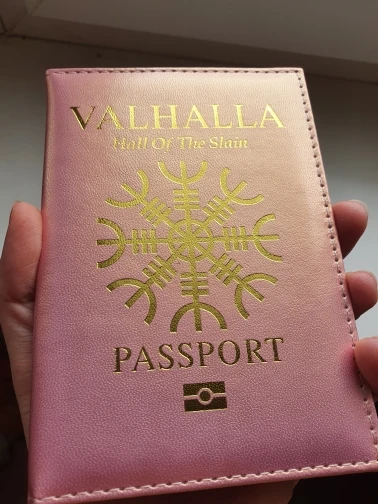 VALHALLA
Hall Of The Slain
PASSPORT